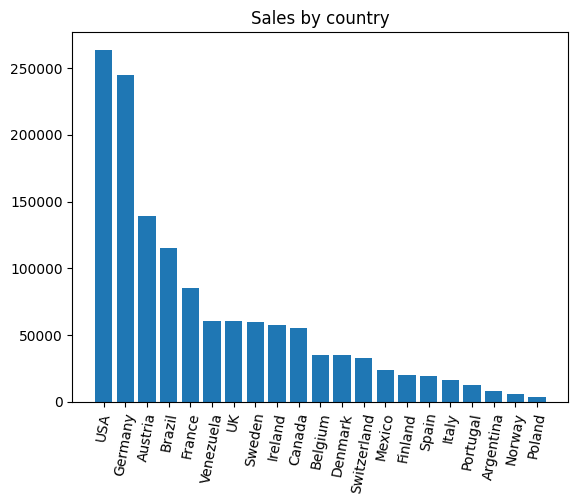 Sales by country
250000
200000
150000
100000
50000
0
USA
Germany
Austria
Brazil
France
Venezuela
UK
Sweden
Ireland
Canada
Belgium
Denmark
Switzerland
Mexico
Finland
Spain
Italy
Portugal
Argentina
Norway
Poland